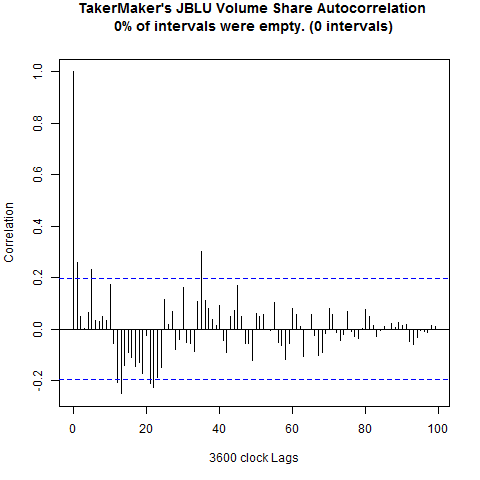 TakerMaker's JBLU Volume Share Autocorrelation
0% of intervals were empty. (0 intervals)
Correlation
1.0
0.8
0.6
0.4
0.2
0.0
-0.2
0 20 40 60 80 100
3600 clock Lags